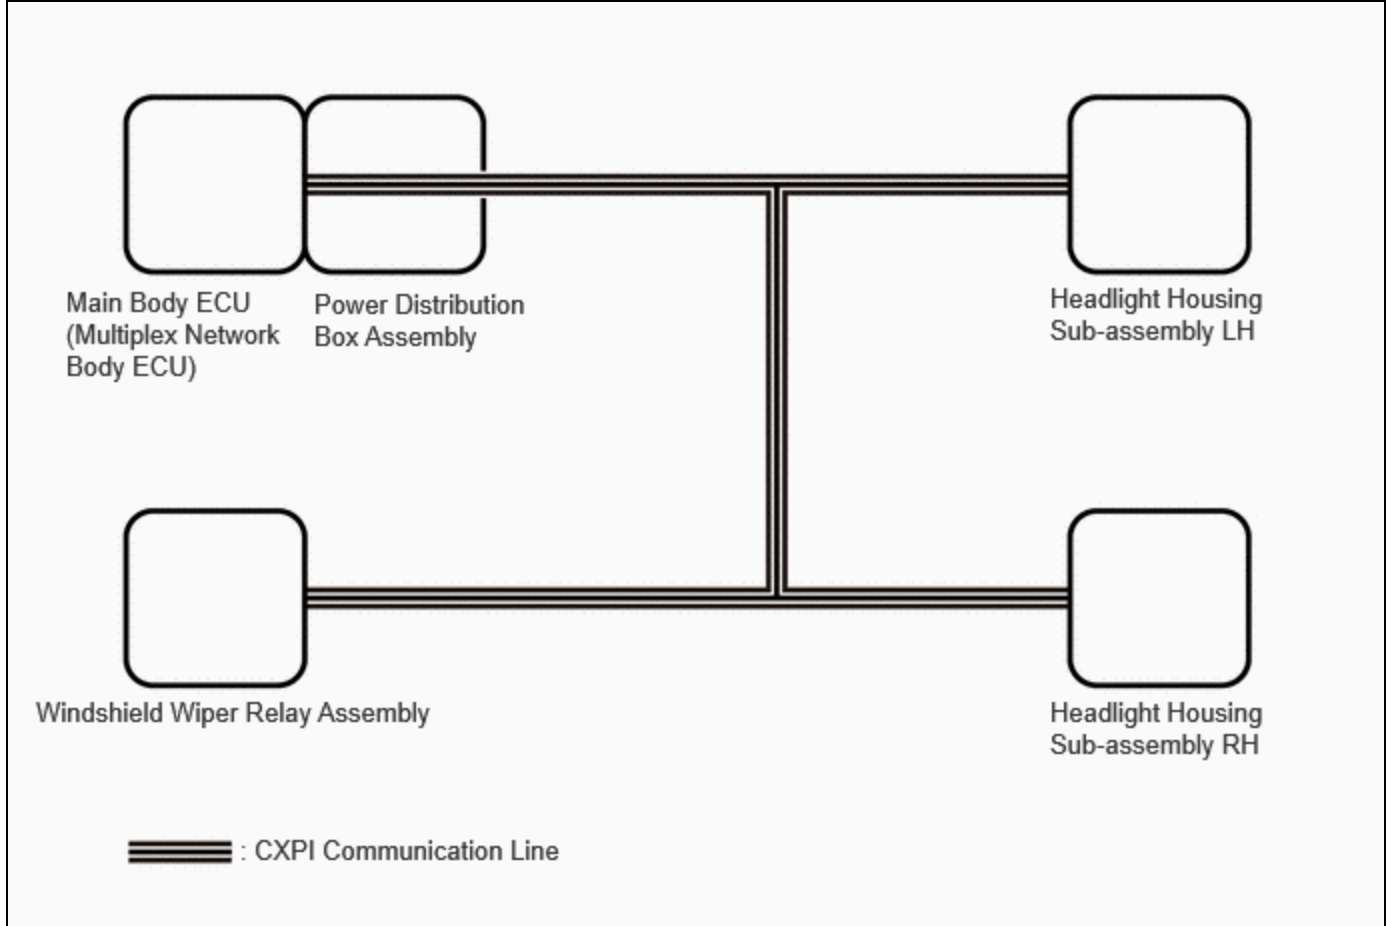 Main Body ECU
(Multiplex Network
Body ECU)
Power Distribution
Box Assembly
Headlight Housing
Sub-assembly LH
Windshield Wiper Relay Assembly
Headlight Housing
Sub-assembly RH
: CXPI Communication Line